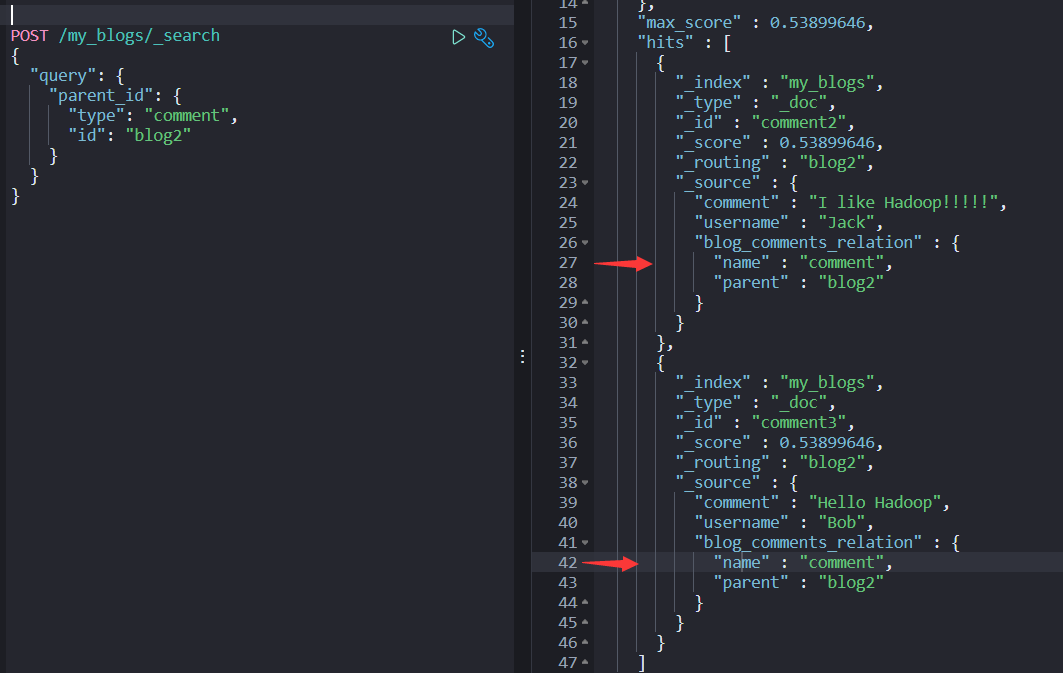 POST /my_blogs/_search
{
  "query": {
    "parent_id": {
      "type": "comment",
      "id": "blog2"
    }
  }
}
14 },
15 "max_score" : 0.53899646,
16 "hits" : [
17 {
18 "_index" : "my_blogs",
19 "_type" : "_doc",
20 "_id" : "comment2",
21 "_score" : 0.53899646,
22 "_routing" : "blog2",
23 "_source" : {
24 "comment" : "I like Hadoop!!!!!",
25 "username" : "Jack",
26 "blog_comments_relation" : {
27 "name" : "comment",
28 "parent" : "blog2"
29 }
30 }
31 },
32 {
33 "_index" : "my_blogs",
34 "_type" : "_doc",
35 "_id" : "comment3",
36 "_score" : 0.53899646,
37 "_routing" : "blog2",
38 "_source" : {
39 "comment" : "Hello Hadoop",
40 "username" : "Bob",
41 "blog_comments_relation" : {
42 "name" : "comment",
43 "parent" : "blog2"
44 }
45 }
46 }
47 ]